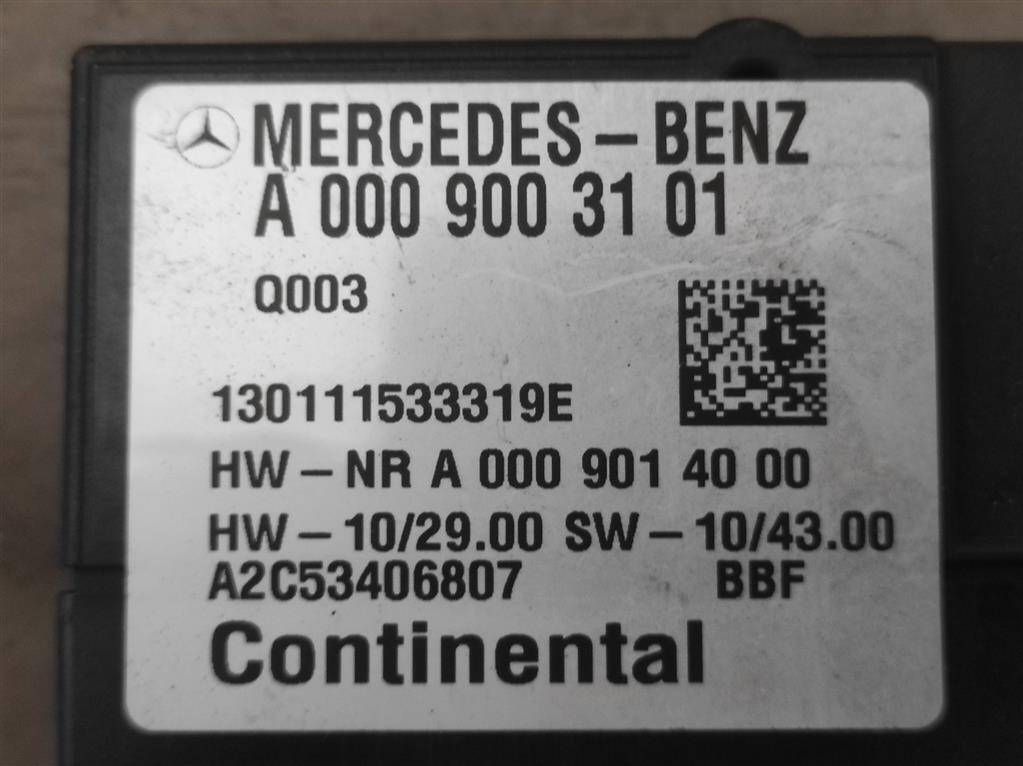 MERCEDES-BENZ
A 000 900 31 01
Q003
130111533319E
HW-NR A 000 901 40 00
HW-10/29.00 SW-10/43.00
A2C53406807 BBF
Continental